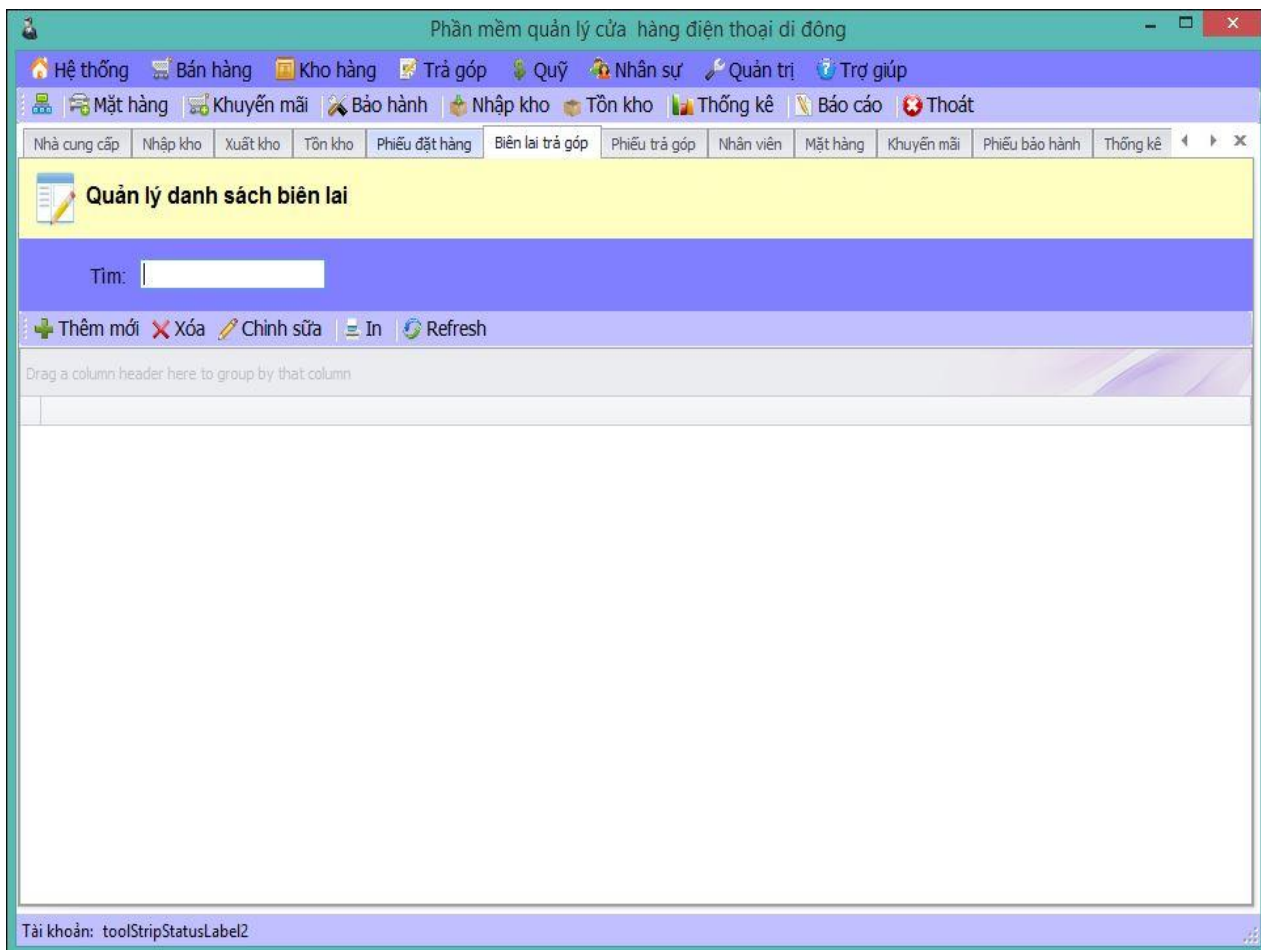 Phần mềm quản lý cửa hàng điện thoại di đông
Hệ thống Bán hàng Kho hàng Trả góp Quỹ Nhân sự Quản trị Trợ giúp
Mặt hàng Khuyến mãi Bảo hành Nhập kho Tồn kho Thống kê Báo cáo Thoát
Nhà cung cấp Nhập kho Xuất kho Tồn kho Phiếu đặt hàng Biên lai trả góp Phiếu trả góp Nhân viên Mặt hàng Khuyến mãi Phiếu bảo hành Thống kê
Quản lý danh sách biên lai
Tìm:
Thêm mới Xóa Chỉnh sữa In Refresh
Drag a column header here to group by that column
Tài khoản: toolStripStatusLabel2